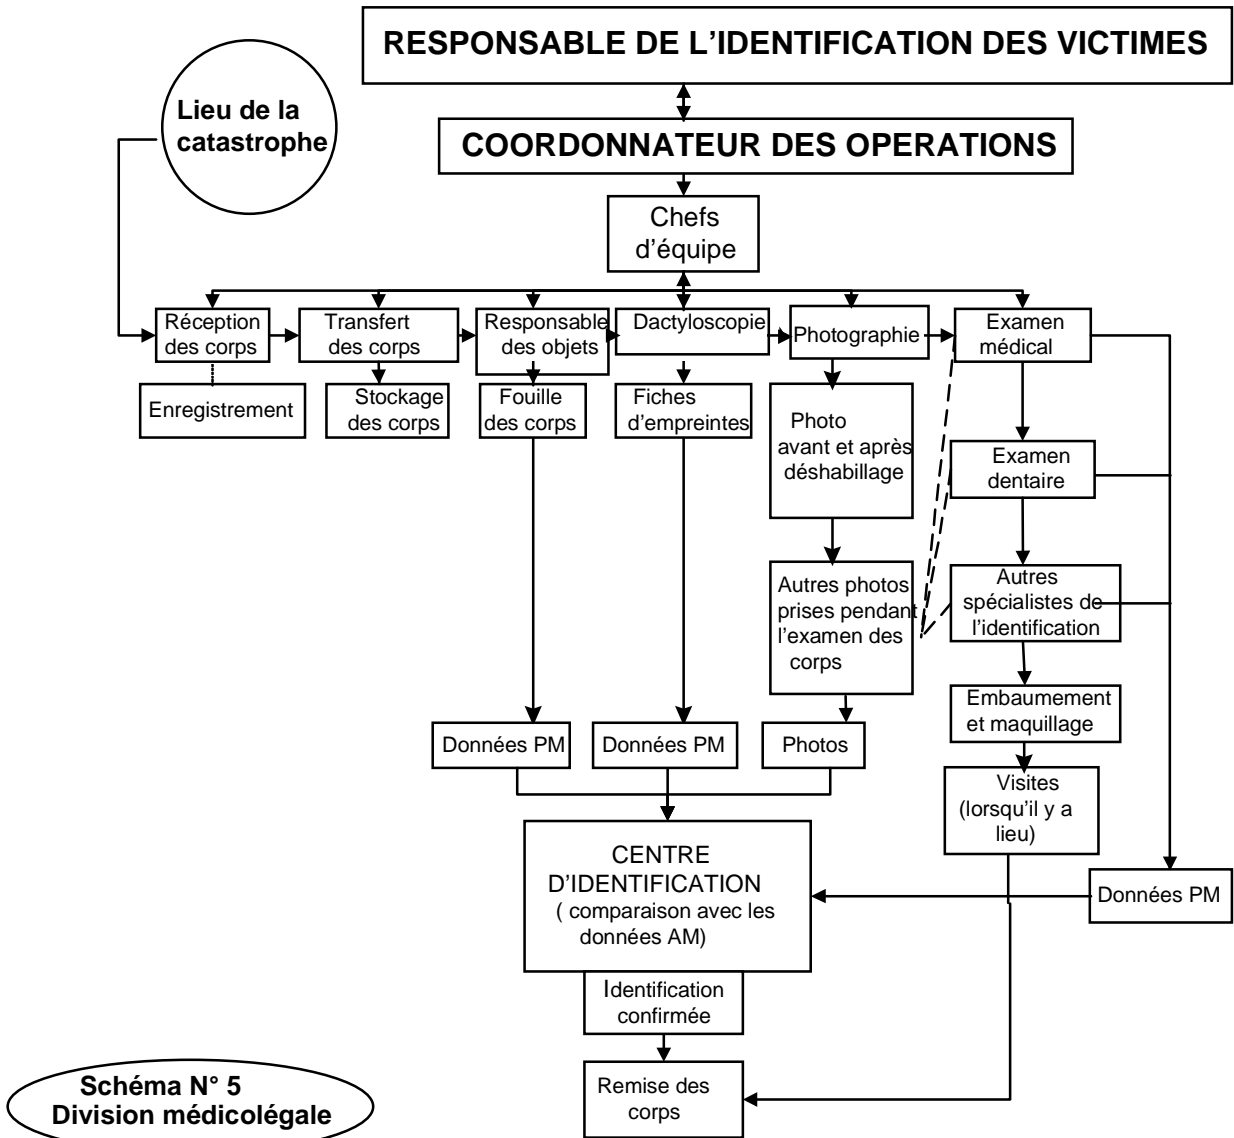 RESPONSABLE DE L'IDENTIFICATION DES VICTIMES
Lieu de la
catastrophe
COORDONNATEUR DES OPERATIONS
Chefs
d'équipe
Réception
des corps
Transfert
des corps
Responsable
des objets
Dactyloscopie
Photographie
Examen
médical
Enregistrement
Stockage
des corps
Fouille
des corps
Fiches
d'empreintes
Photo
avant et après
déshabillage
Examen
dentaire
Autres photos
prises pendant
l'examen des
corps
Autres
spécialistes de
l'identification
Embaumement
et maquillage
Données PM
Données PM
Photos
Visites
(lorsqu'il y a
lieu)
CENTRE
D'IDENTIFICATION
( comparaison avec les
données AM)
Données PM
Identification
confirmée
Remise des
corps
Schéma N° 5
Division médicolégale